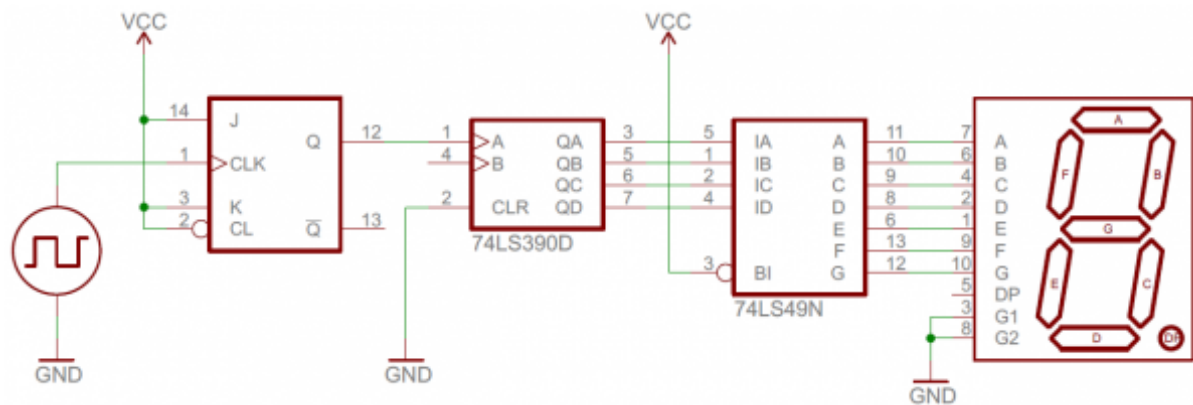 VCC
VCC
14 J
Q 12
1 CLK
3 K
2 CL
Q 13
GND
1 A QA 3
4 B QB 5
QC 6
2 CLR QD 7
74LS390D
GND
5 IA A 11
1 IB B 10
2 IC C 9
4 ID D 8
E 6
F 13
3 BI G 12
74LS49N
7 A
6 B
4 C
2 D
1 E
9 F
10 G
5 DP
3 G1
8 G2
GND
A
F B
G
E C
D